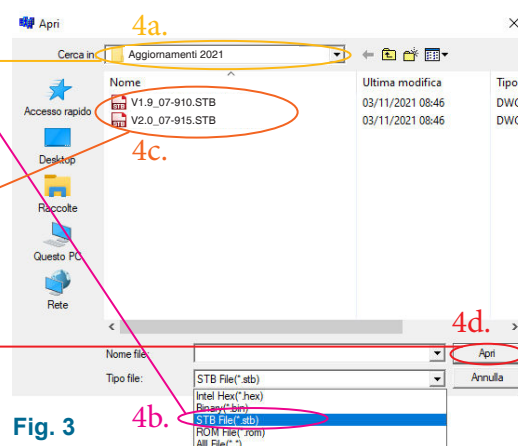 Apri
4a.
Cerca in: Aggiornamenti 2021
Nome Ultima modifica Tipo
V1.9_07-910.STB 03/11/2021 08:46 DWG
V2.0_07-915.STB 03/11/2021 08:46 DWG
4c.
Accesso rapido
Desktop
Raccolte
Questo PC
Rete
4d.
Nome file: Apri
Tipo file: STB File(*.stb) Annulla
Intel Hex(*.hex)
Binary(*.bin)
4b. STB File(*.stb)
ROM File(*.rom)
All File(*.*)
Fig. 3